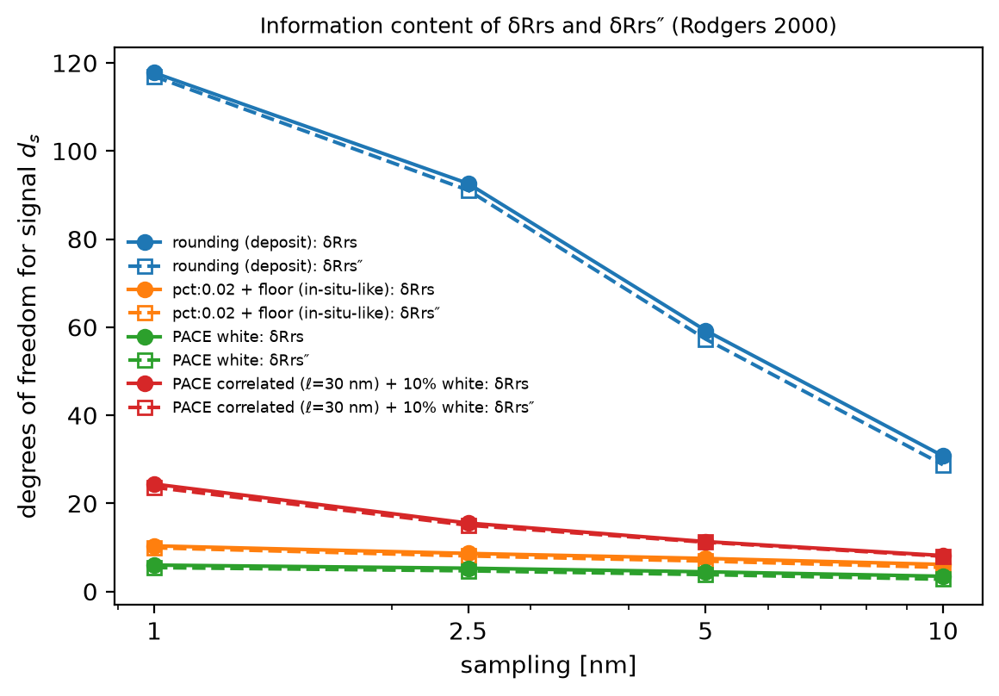 Information content of δRrs and δRrs″ (Rodgers 2000)
degrees of freedom for signal dₛ
120
100
80
60
40
20
0
rounding (deposit): δRrs
rounding (deposit): δRrs″
pct:0.02 + floor (in-situ-like): δRrs
pct:0.02 + floor (in-situ-like): δRrs″
PACE white: δRrs
PACE white: δRrs″
PACE correlated (ℓ=30 nm) + 10% white: δRrs
PACE correlated (ℓ=30 nm) + 10% white: δRrs″
1
2.5
5
10
sampling [nm]